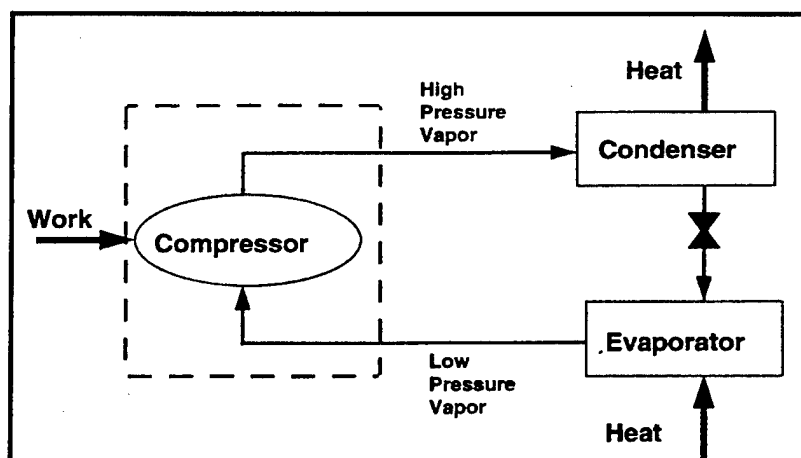 High
Pressure
Vapor
Heat
Condenser
Work
Compressor
Evaporator
Low
Pressure
Vapor
Heat